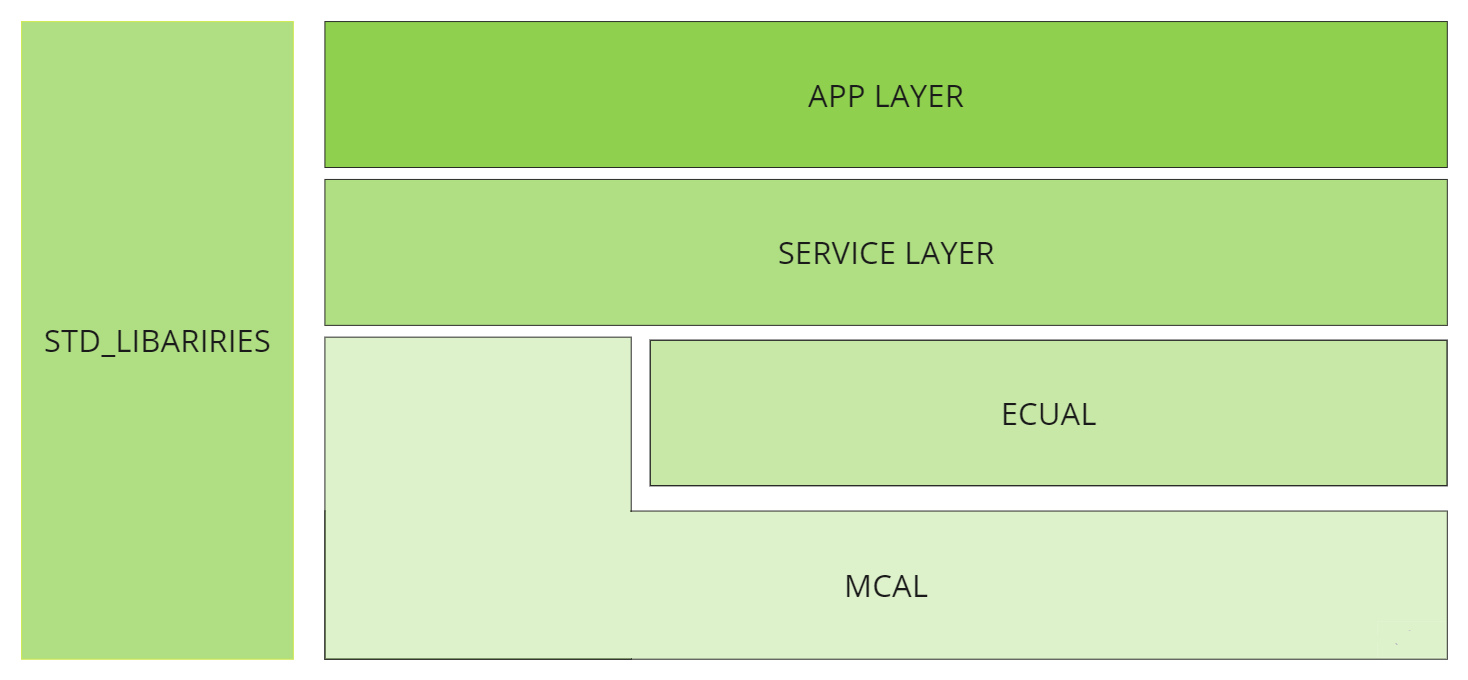 APP LAYER
SERVICE LAYER
STD_LIBARIRIES
ECUAL
MCAL